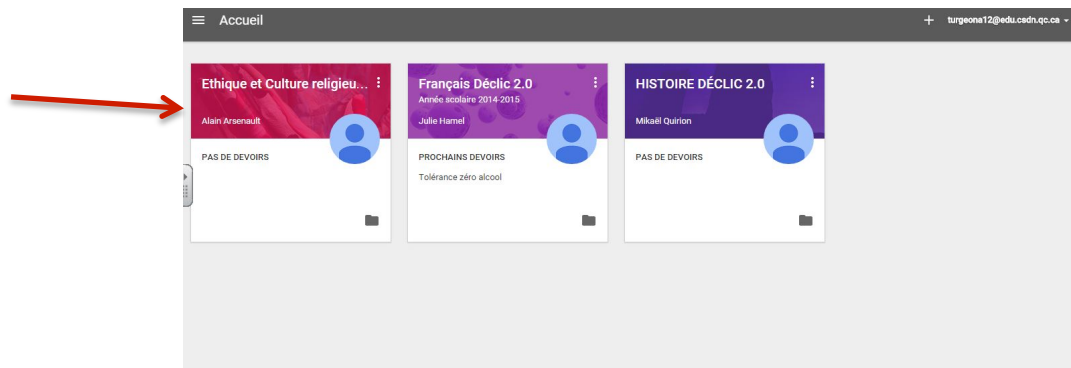 Accueil
+ turgeona12@edu.csdn.qc.ca
Ethique et Culture religieu...
Alain Arsenault
PAS DE DEVOIRS
Français Déclic 2.0
Année scolaire 2014-2015
Julie Hamel
PROCHAINS DEVOIRS
Tolérance zéro alcool
HISTOIRE DÉCLIC 2.0
Mikaël Quirion
PAS DE DEVOIRS